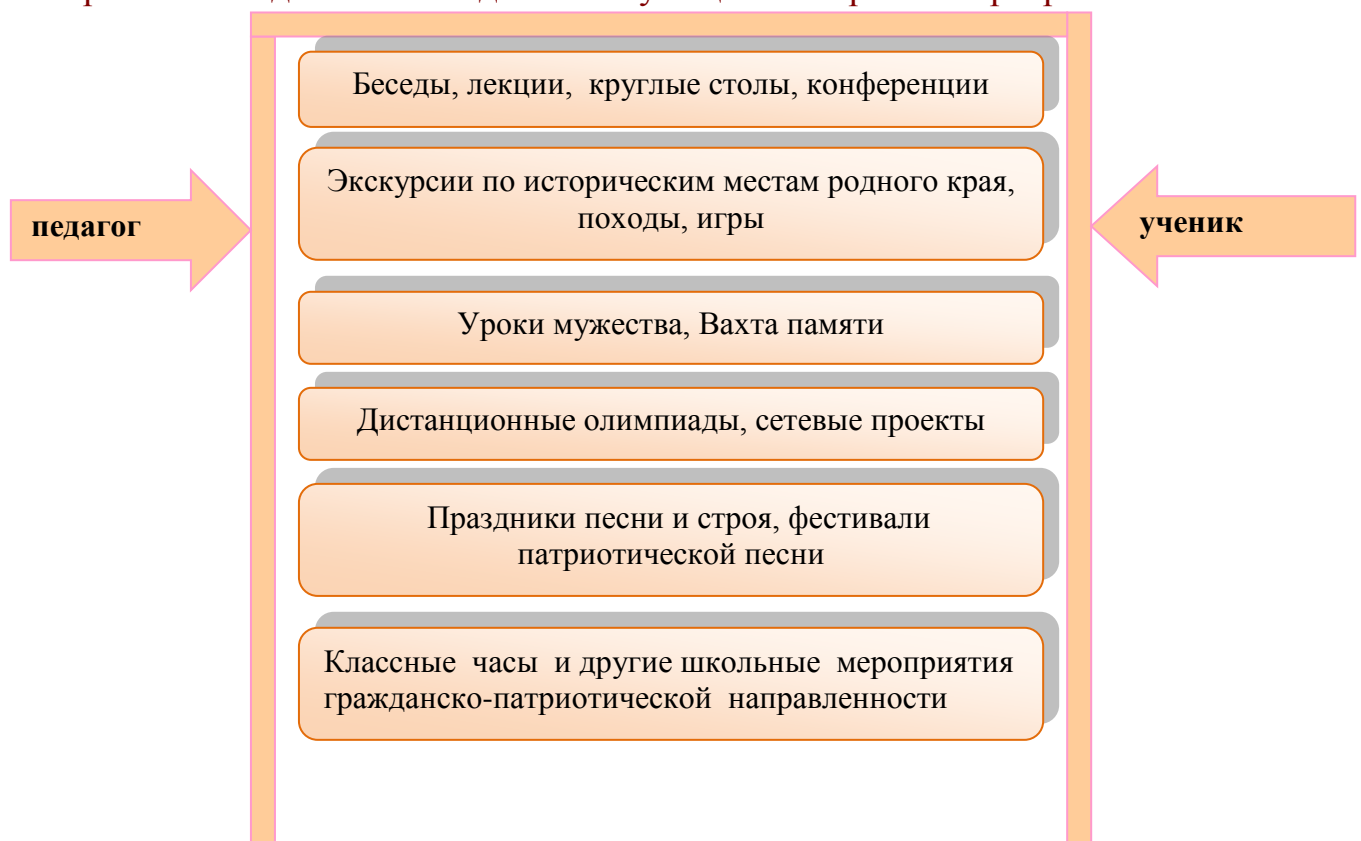 Беседы, лекции, круглые столы, конференции
Экскурсии по историческим местам родного края,
походы, игры
педагог
ученик
Уроки мужества, Вахта памяти
Дистанционные олимпиады, сетевые проекты
Праздники песни и строя, фестивали
патриотической песни
Классные часы и другие школьные мероприятия
гражданско-патриотической направленности